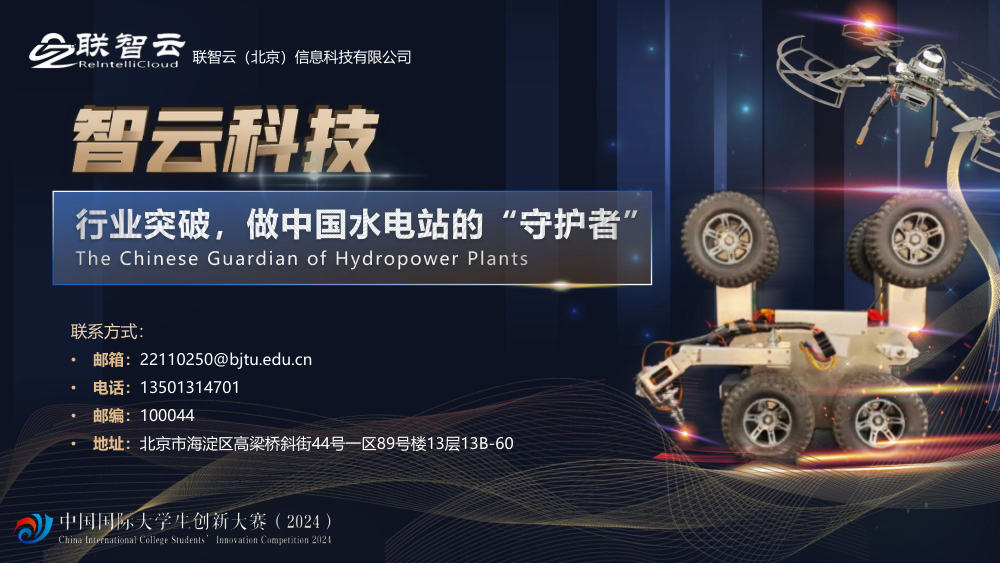 联智云
ReIntelliCloud
联智云（北京）信息科技有限公司
智云科技
行业突破，做中国水电站的“守护者”
The Chinese Guardian of Hydropower Plants
联系方式：
• 邮箱：22110250@bjtu.edu.cn
• 电话：13501314701
• 邮编：100044
• 地址：北京市海淀区高梁桥斜街44号一区89号楼13层13B-60
中国国际大学生创新大赛（2024）
China International College Students’ Innovation Competition 2024